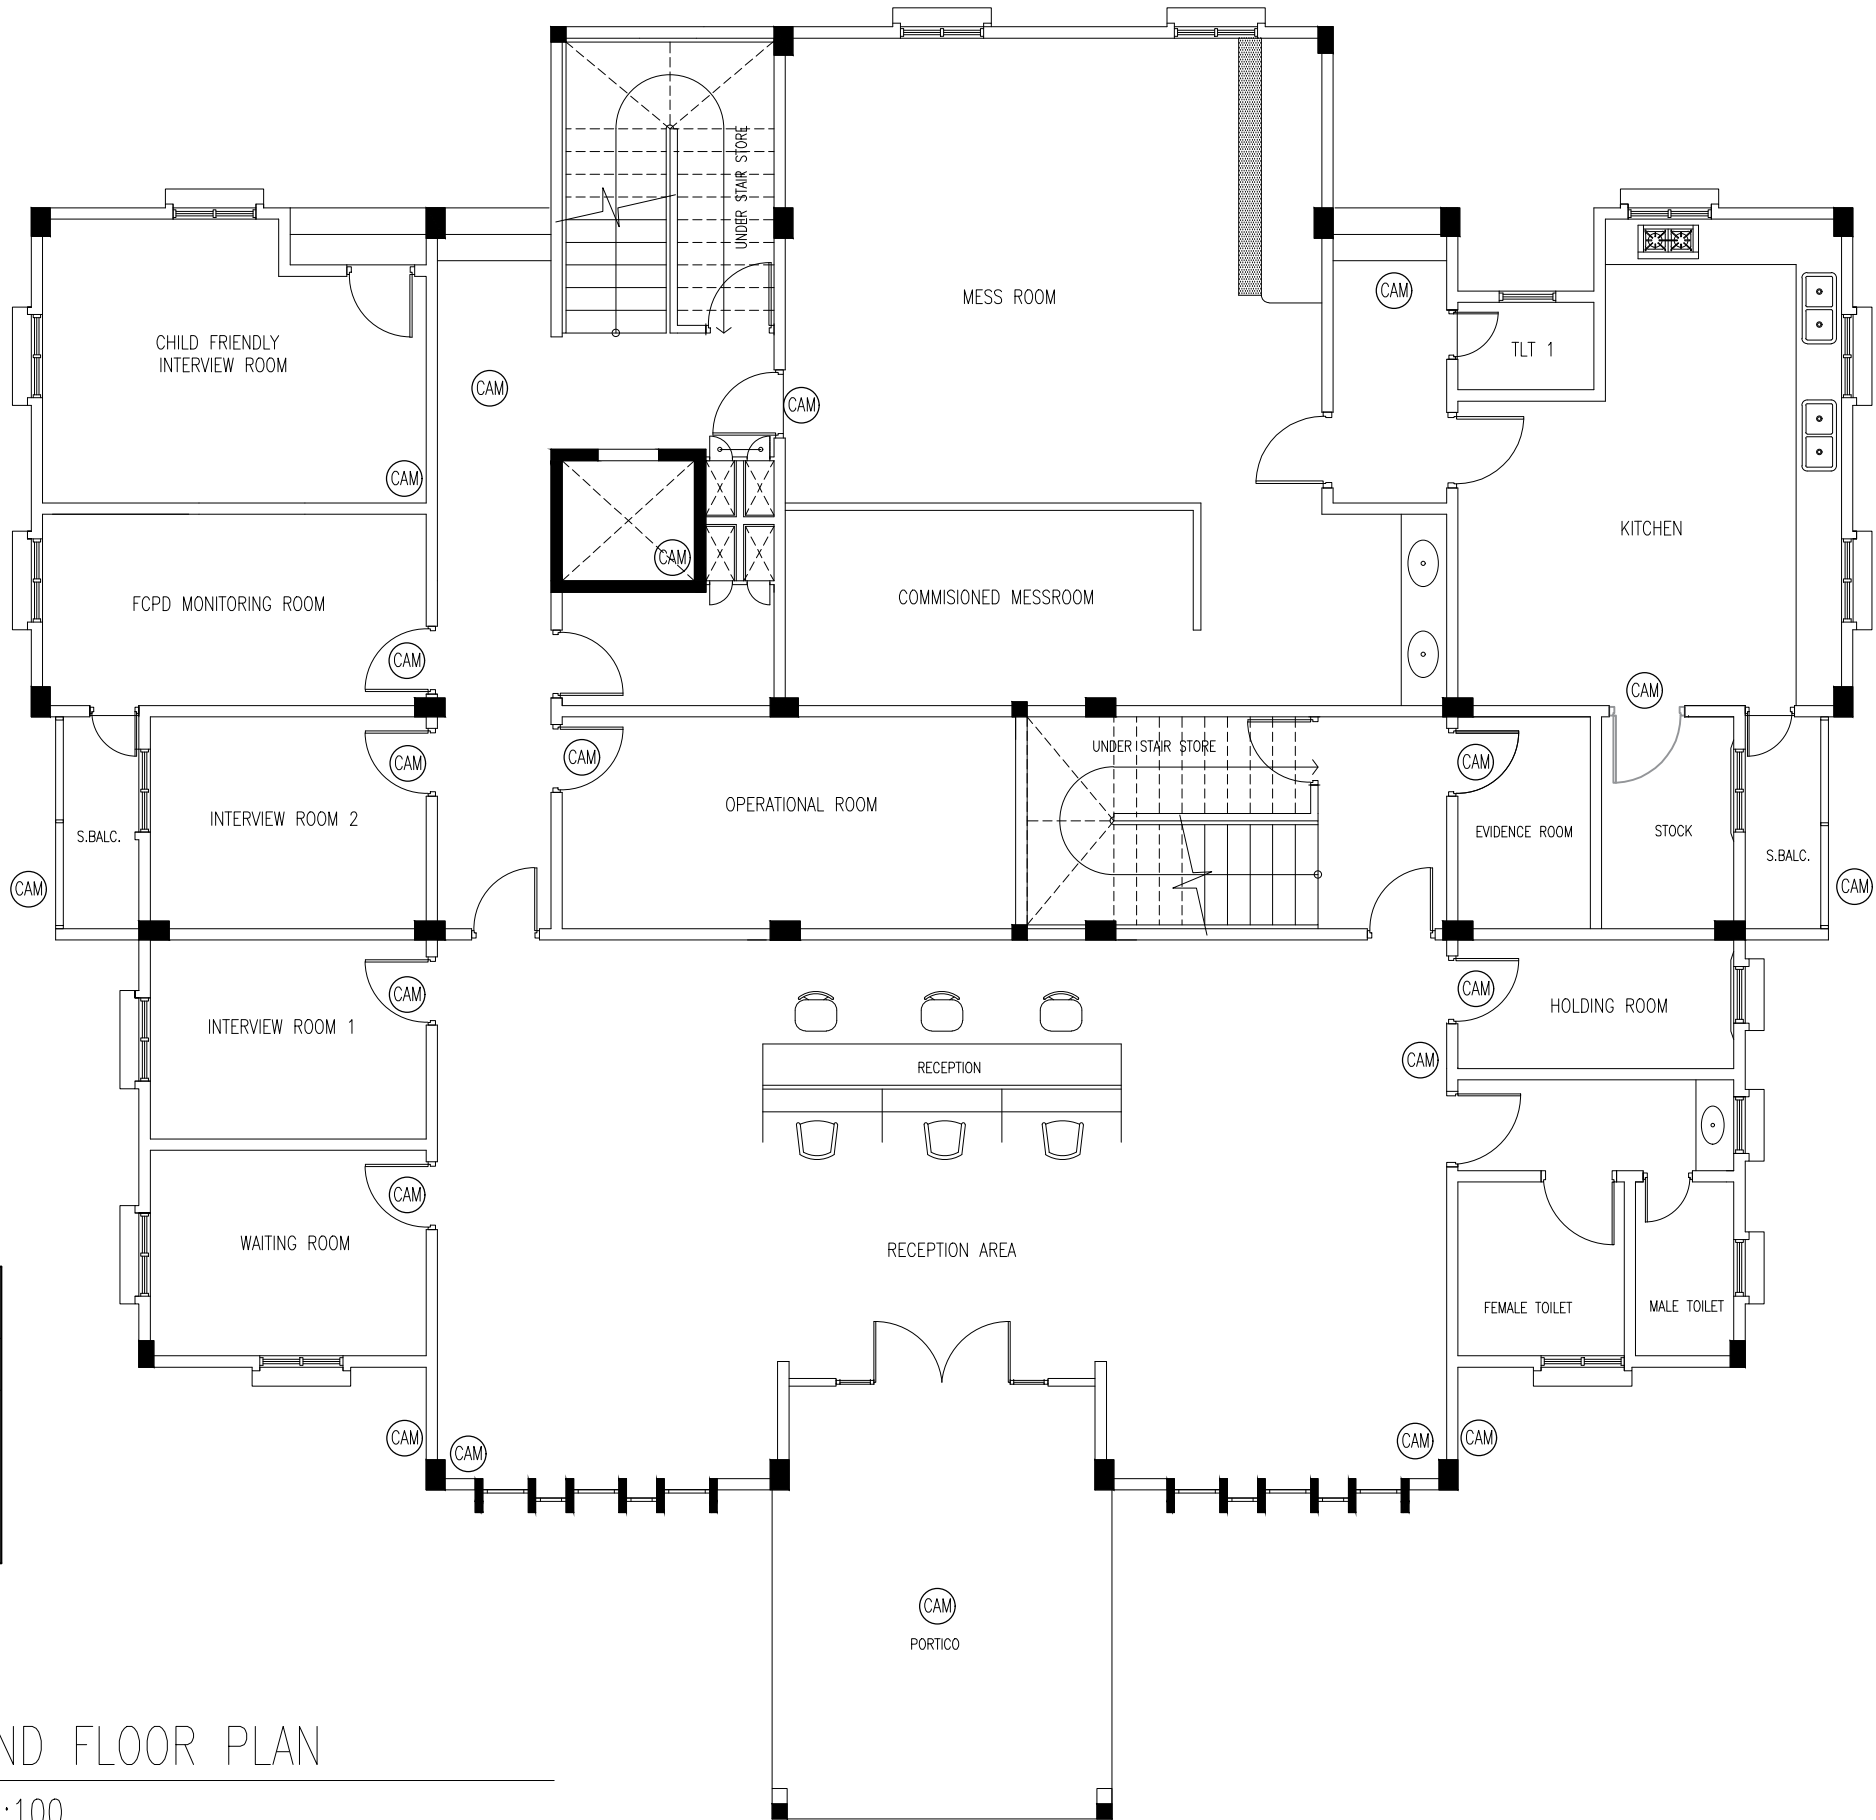 UNDER STAIR STORE
MESS ROOM
CAM
CHILD FRIENDLY
INTERVIEW ROOM
TLT 1
CAM
CAM
CAM
KITCHEN
CAM
FCPD MONITORING ROOM
COMMISIONED MESSROOM
CAM
CAM
UNDER STAIR STORE
CAM
CAM
CAM
OPERATIONAL ROOM
INTERVIEW ROOM 2
S.BALC.
EVIDENCE ROOM
STOCK
S.BALC.
CAM
CAM
CAM
CAM
HOLDING ROOM
INTERVIEW ROOM 1
CAM
RECEPTION
CAM
WAITING ROOM
RECEPTION AREA
FEMALE TOILET
MALE TOILET
CAM
CAM
CAM
CAM
CAM
PORTICO
ND FLOOR PLAN
:100